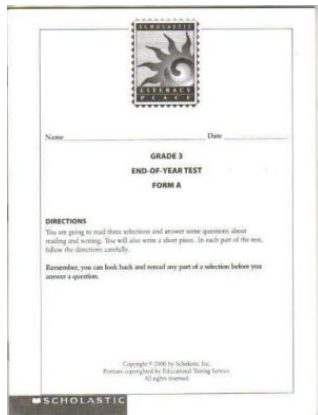 SCHOLASTIC
LITERACY
PLACE
Name Date
GRADE 3
END-OF-YEAR TEST
FORM A
DIRECTIONS
You are going to read three selections and answer some questions about
reading and writing. You will also write a short piece. In each part of the test,
follow the directions carefully.
Remember, you can look back and reread any part of a selection before you
answer a question.
Copyright © 2000 by Scholastic Inc.
Portions copyrighted by Educational Testing Service
All rights reserved.
SCHOLASTIC